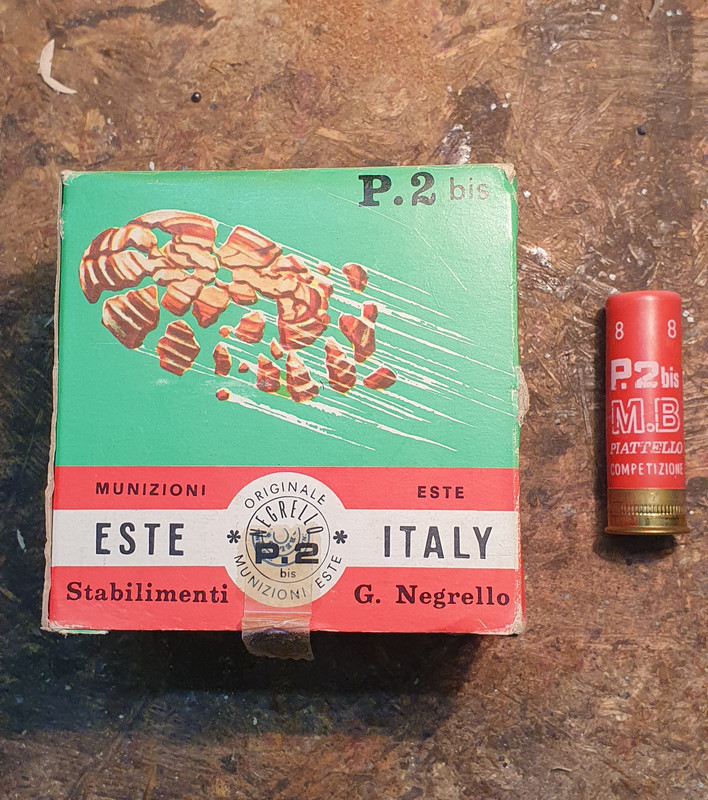 P.2 bis
MUNIZIONI ESTE
ESTE ITALY
Stabilimenti G. Negrello
ORIGINALE
NEGRELLO
P.2
bis
* MUNIZIONI ESTE *
8 8
P.2 bis
M.B
PIATTELLO
COMPETIZIONE